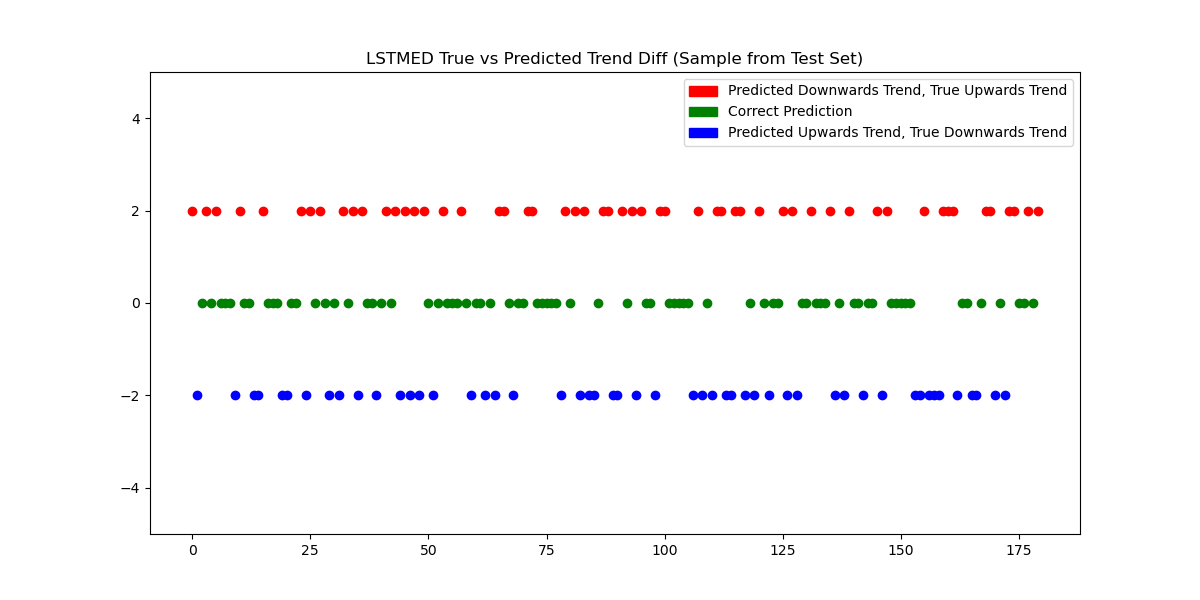 LSTMED True vs Predicted Trend Diff (Sample from Test Set)
Predicted Downwards Trend, True Upwards Trend
Correct Prediction
Predicted Upwards Trend, True Downwards Trend
4
2
0
−2
−4
0 25 50 75 100 125 150 175